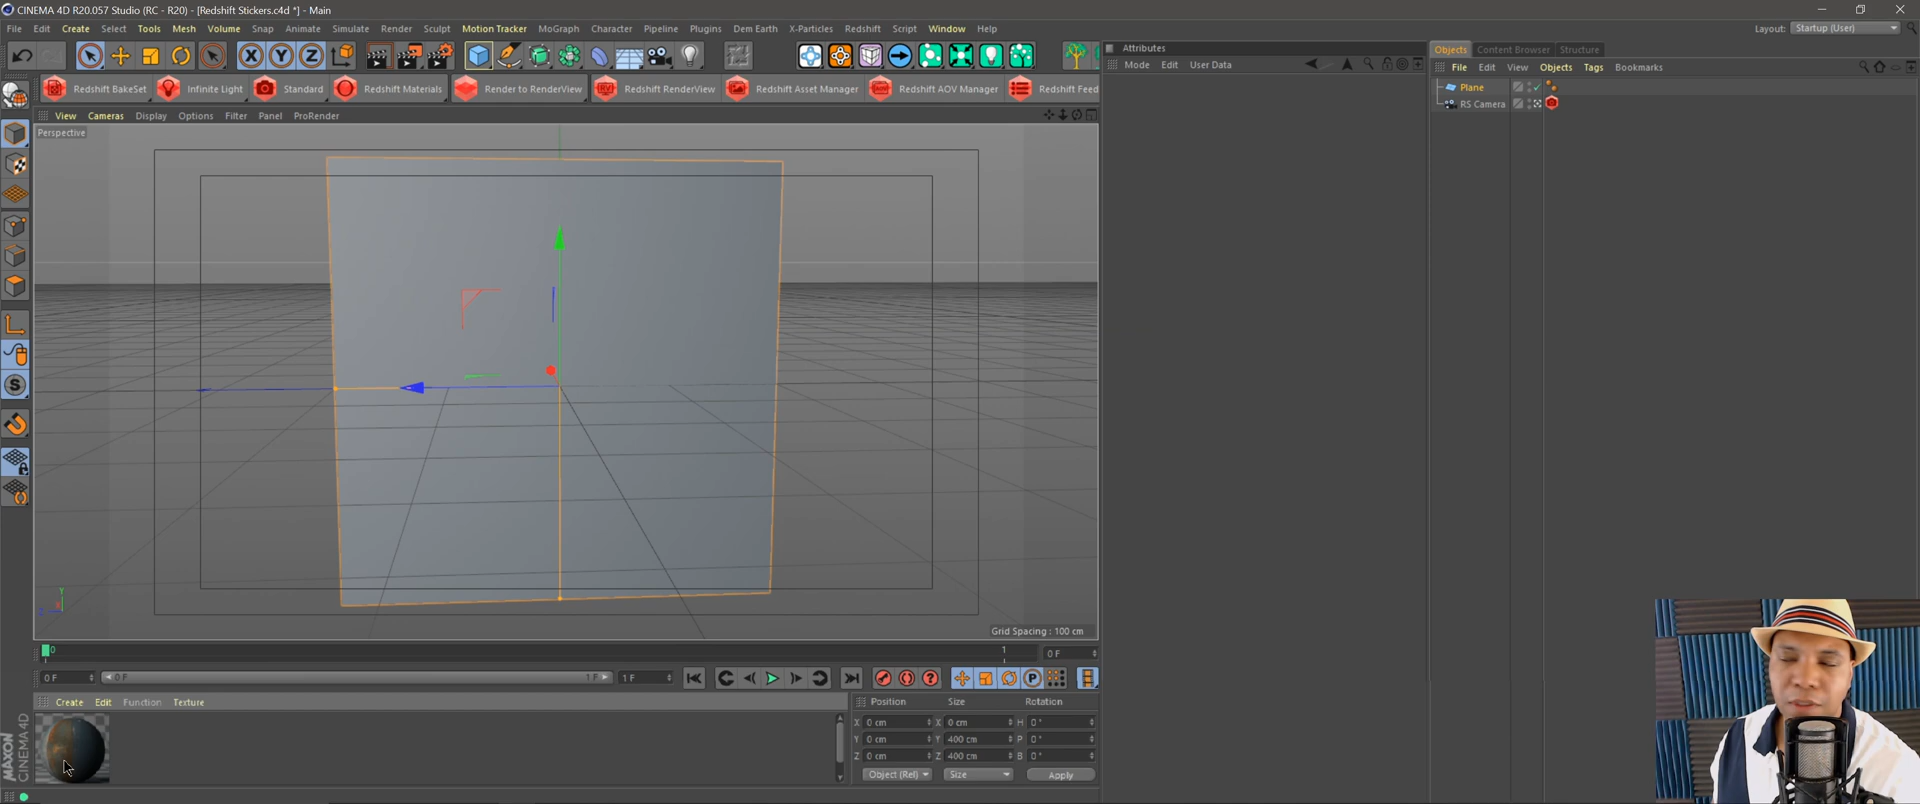 CINEMA 4D R20.057 Studio (RC - R20) - [Redshift Stickers.c4d *] - Main
File Edit Create Select Tools Mesh Volume Snap Animate Simulate Render Sculpt Motion Tracker MoGraph Character Pipeline Plugins Dem Earth X-Particles Redshift Script Window Help
Layout: Startup (User)
Redshift BakeSet Infinite Light Standard Redshift Materials Render to RenderView Redshift RenderView Redshift Asset Manager Redshift AOV Manager Redshift Feed
View Cameras Display Options Filter Panel ProRender
Perspective
Grid Spacing : 100 cm
0 1 0 F
0 F 0 F 1 F 1 F
Create Edit Function Texture
Position Size Rotation
X 0 cm X 0 cm H 0 °
Y 0 cm Y 400 cm P 0 °
Z 0 cm Z 400 cm B 0 °
Object (Rel) Size Apply
MAXON CINEMA 4D
Attributes
Mode Edit User Data
Objects Content Browser Structure
File Edit View Objects Tags Bookmarks
Plane
RS Camera